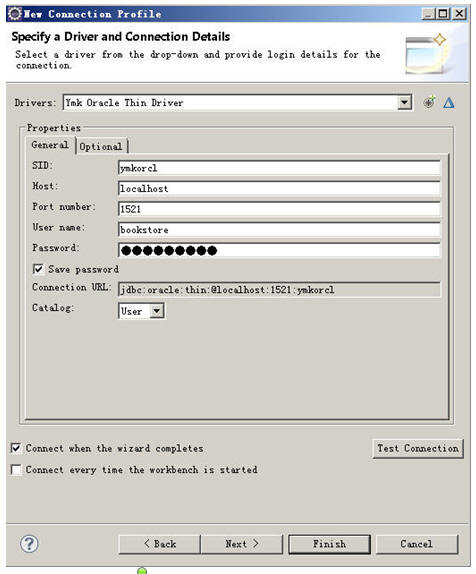 New Connection Profile
Specify a Driver and Connection Details
Select a driver from the drop-down and provide login details for the
connection.
Drivers: Ymk Oracle Thin Driver
Properties
General Optional
SID: ymkorcl
Host: localhost
Port number: 1521
User name: bookstore
Password: ●●●●●●●●●
Save password
Connection URL: jdbc:oracle:thin:@localhost:1521:ymkorcl
Catalog: User
Connect when the wizard completes Test Connection
Connect every time the workbench is started
? < Back Next > Finish Cancel